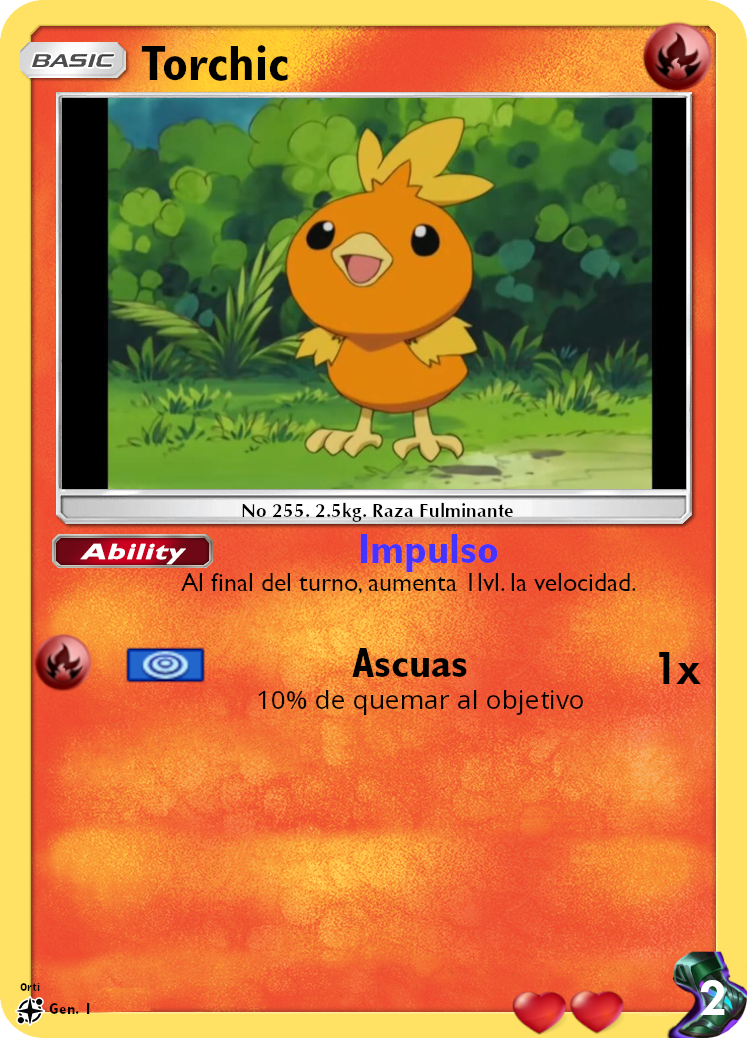 BASIC Torchic
No 255. 2.5kg. Raza Fulminante
Ability Impulso
Al final del turno, aumenta 1lvl. la velocidad.
Ascuas 1x
10% de quemar al objetivo
Orti
Gen. 1
2